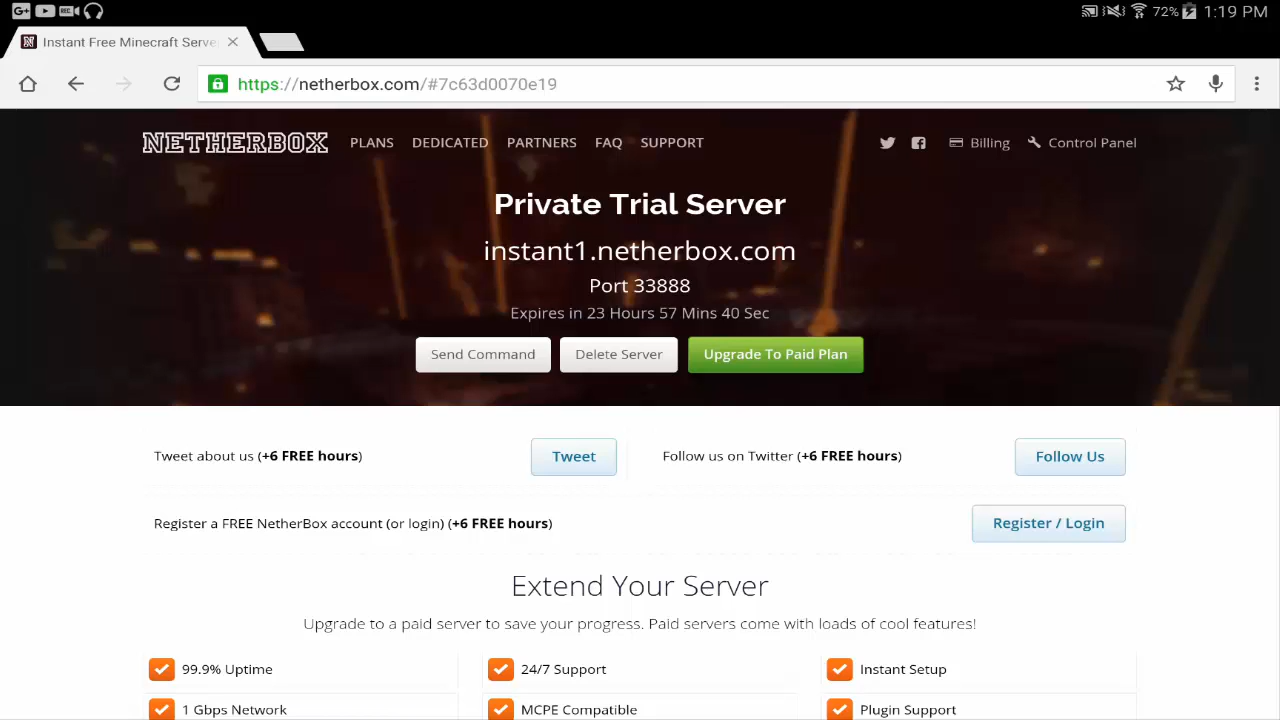 G+ REC 72% 1:19 PM
Instant Free Minecraft Serve
https://netherbox.com/#7c63d0070e19
NETHERBOX PLANS DEDICATED PARTNERS FAQ SUPPORT Billing Control Panel
Private Trial Server
instant1.netherbox.com
Port 33888
Expires in 23 Hours 57 Mins 40 Sec
Send Command Delete Server Upgrade To Paid Plan
Tweet about us (+6 FREE hours) Tweet Follow us on Twitter (+6 FREE hours) Follow Us
Register a FREE NetherBox account (or login) (+6 FREE hours) Register / Login
Extend Your Server
Upgrade to a paid server to save your progress. Paid servers come with loads of cool features!
99.9% Uptime 24/7 Support Instant Setup
1 Gbps Network MCPE Compatible Plugin Support